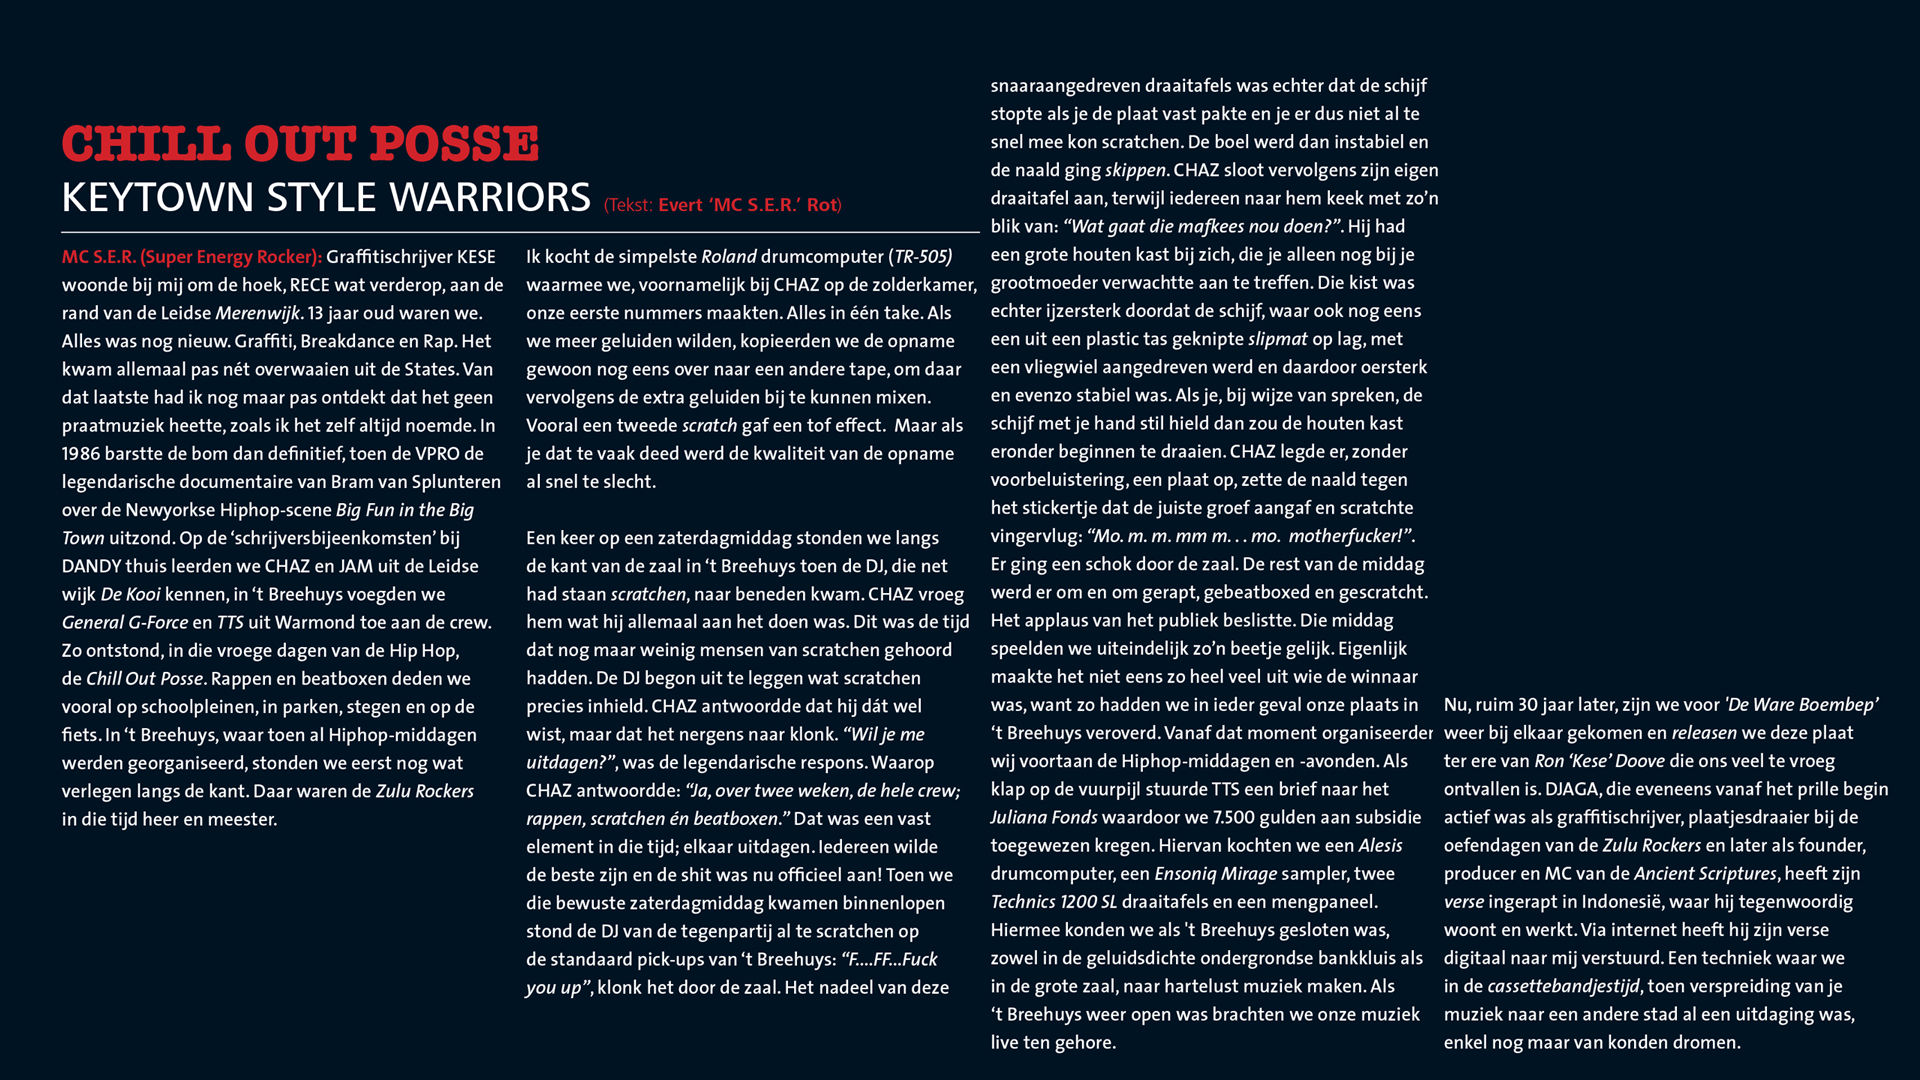 CHILL OUT POSSE
KEYTOWN STYLE WARRIORS (Tekst: Evert ‘MC S.E.R.’ Rot)
MC S.E.R. (Super Energy Rocker): Graffitischrijver KESE
woonde bij mij om de hoek, RECE wat verderop, aan de
rand van de Leidse Merenwijk. 13 jaar oud waren we.
Alles was nog nieuw. Graffiti, Breakdance en Rap. Het
kwam allemaal pas nét overwaaien uit de States. Van
dat laatste had ik nog maar pas ontdekt dat het geen
praatmuziek heette, zoals ik het zelf altijd noemde. In
1986 barstte de bom dan definitief, toen de VPRO de
legendarische documentaire van Bram van Splunteren
over de Newyorkse Hiphop-scene Big Fun in the Big
Town uitzond. Op de ‘schrijversbijeenkomsten’ bij
DANDY thuis leerden we CHAZ en JAM uit de Leidse
wijk De Kooi kennen, in ‘t Breehuys voegden we
General G-Force en TTS uit Warmond toe aan de crew.
Zo ontstond, in die vroege dagen van de Hip Hop,
de Chill Out Posse. Rappen en beatboxen deden we
vooral op schoolpleinen, in parken, stegen en op de
fiets. In ‘t Breehuys, waar toen al Hiphop-middagen
werden georganiseerd, stonden we eerst nog wat
verlegen langs de kant. Daar waren de Zulu Rockers
in die tijd heer en meester.
Ik kocht de simpelste Roland drumcomputer (TR-505)
waarmee we, voornamelijk bij CHAZ op de zolderkamer,
onze eerste nummers maakten. Alles in één take. Als
we meer geluiden wilden, kopieerden we de opname
gewoon nog eens over naar een andere tape, om daar
vervolgens de extra geluiden bij te kunnen mixen.
Vooral een tweede scratch gaf een tof effect.  Maar als
je dat te vaak deed werd de kwaliteit van de opname
al snel te slecht.
Een keer op een zaterdagmiddag stonden we langs
de kant van de zaal in ‘t Breehuys toen de DJ, die net
had staan scratchen, naar beneden kwam. CHAZ vroeg
hem wat hij allemaal aan het doen was. Dit was de tijd
dat nog maar weinig mensen van scratchen gehoord
hadden. De DJ begon uit te leggen wat scratchen
precies inhield. CHAZ antwoordde dat hij dát wel
wist, maar dat het nergens naar klonk. “Wil je me
uitdagen?”, was de legendarische respons. Waarop
CHAZ antwoordde: “Ja, over twee weken, de hele crew;
rappen, scratchen én beatboxen.” Dat was een vast
element in die tijd; elkaar uitdagen. Iedereen wilde
de beste zijn en de shit was nu officieel aan! Toen we
die bewuste zaterdagmiddag kwamen binnenlopen
stond de DJ van de tegenpartij al te scratchen op
de standaard pick-ups van ‘t Breehuys: “F....FF...Fuck
you up”, klonk het door de zaal. Het nadeel van deze
snaaraangedreven draaitafels was echter dat de schijf
stopte als je de plaat vast pakte en je er dus niet al te
snel mee kon scratchen. De boel werd dan instabiel en
de naald ging skippen. CHAZ sloot vervolgens zijn eigen
draaitafel aan, terwijl iedereen naar hem keek met zo’n
blik van: “Wat gaat die mafkees nou doen?”. Hij had
een grote houten kast bij zich, die je alleen nog bij je
grootmoeder verwachtte aan te treffen. Die kist was
echter ijzersterk doordat de schijf, waar ook nog eens
een uit een plastic tas geknipte slipmat op lag, met
een vliegwiel aangedreven werd en daardoor oersterk
en evenzo stabiel was. Als je, bij wijze van spreken, de
schijf met je hand stil hield dan zou de houten kast
eronder beginnen te draaien. CHAZ legde er, zonder
voorbeluistering, een plaat op, zette de naald tegen
het stickertje dat de juiste groef aangaf en scratchte
vingervlug: “Mo. m. m. mm m. . . mo.  motherfucker!”.
Er ging een schok door de zaal. De rest van de middag
werd er om en om gerapt, gebeatboxed en gescratcht.
Het applaus van het publiek beslistte. Die middag
speelden we uiteindelijk zo’n beetje gelijk. Eigenlijk
maakte het niet eens zo heel veel uit wie de winnaar
was, want zo hadden we in ieder geval onze plaats in
‘t Breehuys veroverd. Vanaf dat moment organiseerden
wij voortaan de Hiphop-middagen en -avonden. Als
klap op de vuurpijl stuurde TTS een brief naar het
Juliana Fonds waardoor we 7.500 gulden aan subsidie
toegewezen kregen. Hiervan kochten we een Alesis
drumcomputer, een Ensoniq Mirage sampler, twee
Technics 1200 SL draaitafels en een mengpaneel.
Hiermee konden we als 't Breehuys gesloten was,
zowel in de geluidsdichte ondergrondse bankkluis als
in de grote zaal, naar hartelust muziek maken. Als
‘t Breehuys weer open was brachten we onze muziek
live ten gehore.
Nu, ruim 30 jaar later, zijn we voor 'De Ware Boembep’
weer bij elkaar gekomen en releasen we deze plaat
ter ere van Ron ‘Kese’ Doove die ons veel te vroeg
ontvallen is. DJAGA, die eveneens vanaf het prille begin
actief was als graffitischrijver, plaatjesdraaier bij de
oefendagen van de Zulu Rockers en later als founder,
producer en MC van de Ancient Scriptures, heeft zijn
verse ingerapt in Indonesië, waar hij tegenwoordig
woont en werkt. Via internet heeft hij zijn verse
digitaal naar mij verstuurd. Een techniek waar we
in de cassettebandjestijd, toen verspreiding van je
muziek naar een andere stad al een uitdaging was,
enkel nog maar van konden dromen.